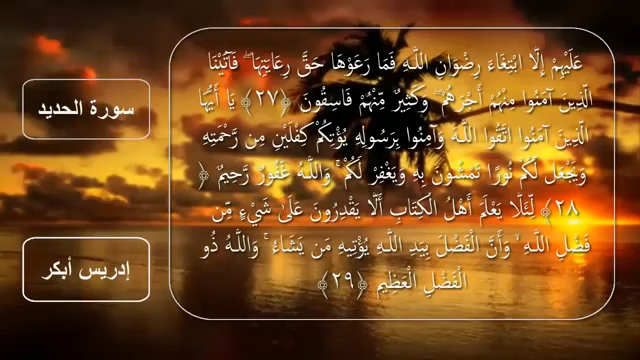 سورة الحديد
إدريس أبكر
عَلَيْهِمْ إِلَّا ابْتِغَاءَ رِضْوَانِ اللَّهِ فَمَا رَعَوْهَا حَقَّ رِعَايَتِهَا ۖ فَآتَيْنَا
الَّذِينَ آمَنُوا مِنْهُمْ أَجْرَهُمْ ۖ وَكَثِيرٌ مِّنْهُمْ فَاسِقُونَ ﴿٢٧﴾ يَا أَيُّهَا
الَّذِينَ آمَنُوا اتَّقُوا اللَّهَ وَآمِنُوا بِرَسُولِهِ يُؤْتِكُمْ كِفْلَيْنِ مِن رَّحْمَتِهِ
وَيَجْعَل لَّكُمْ نُورًا تَمْشُونَ بِهِ وَيَغْفِرْ لَكُمْ ۚ وَاللَّهُ غَفُورٌ رَّحِيمٌ ﴿
٢٨﴾ لِّئَلَّا يَعْلَمَ أَهْلُ الْكِتَابِ أَلَّا يَقْدِرُونَ عَلَىٰ شَيْءٍ مِّن
فَضْلِ اللَّهِ ۙ وَأَنَّ الْفَضْلَ بِيَدِ اللَّهِ يُؤْتِيهِ مَن يَشَاءُ ۚ وَاللَّهُ ذُو
الْفَضْلِ الْعَظِيمِ ﴿٢٩﴾